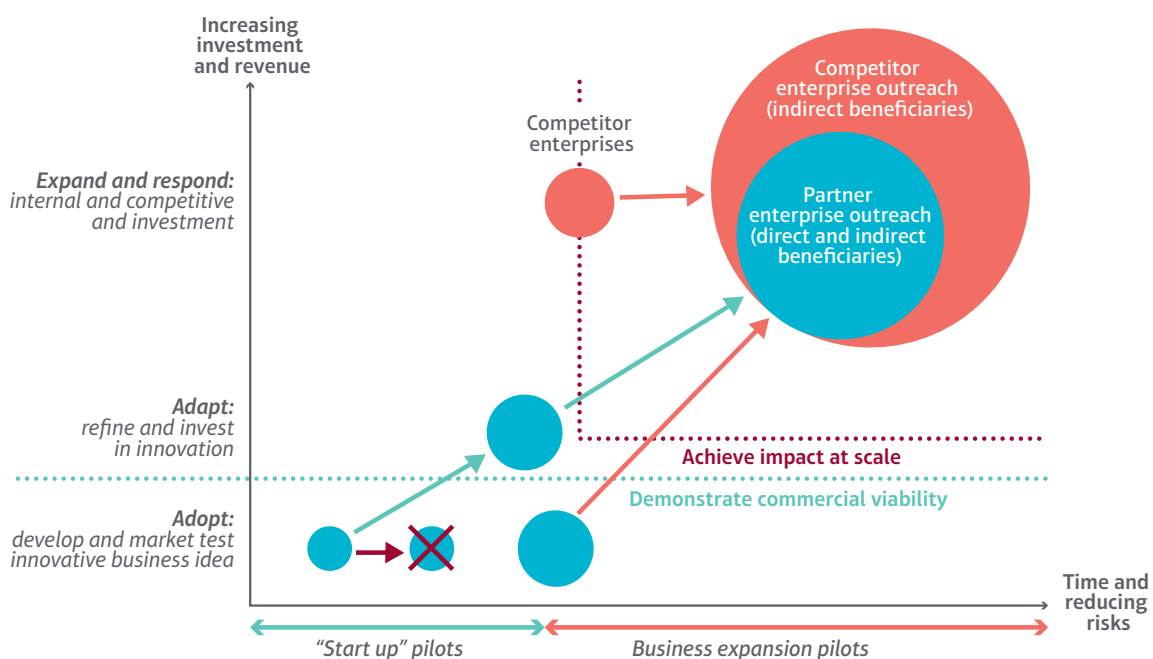 Increasing
investment
and revenue
Competitor
enterprise outreach
(indirect beneficiaries)
Competitor
enterprises
Expand and respond:
internal and competitive
and investment
Partner
enterprise outreach
(direct and indirect
beneficiaries)
Adapt:
refine and invest
in innovation
Achieve impact at scale
Demonstrate commercial viability
Adopt:
develop and market test
innovative business idea
Time and
reducing
risks
"Start up" pilots
Business expansion pilots